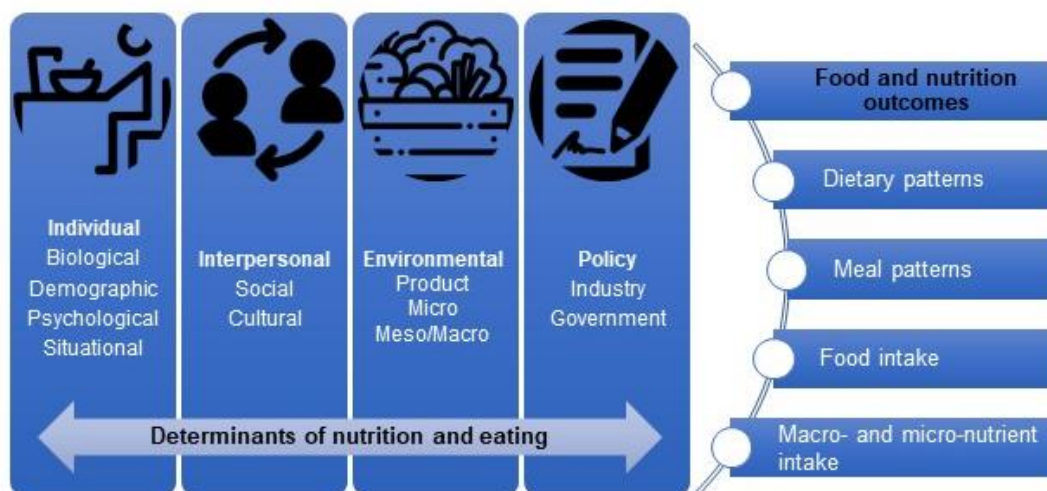 Individual
Biological
Demographic
Psychological
Situational
Interpersonal
Social
Cultural
Environmental
Product
Micro
Meso/Macro
Policy
Industry
Government
Determinants of nutrition and eating
Food and nutrition
outcomes
Dietary patterns
Meal patterns
Food intake
Macro- and micro-nutrient
intake